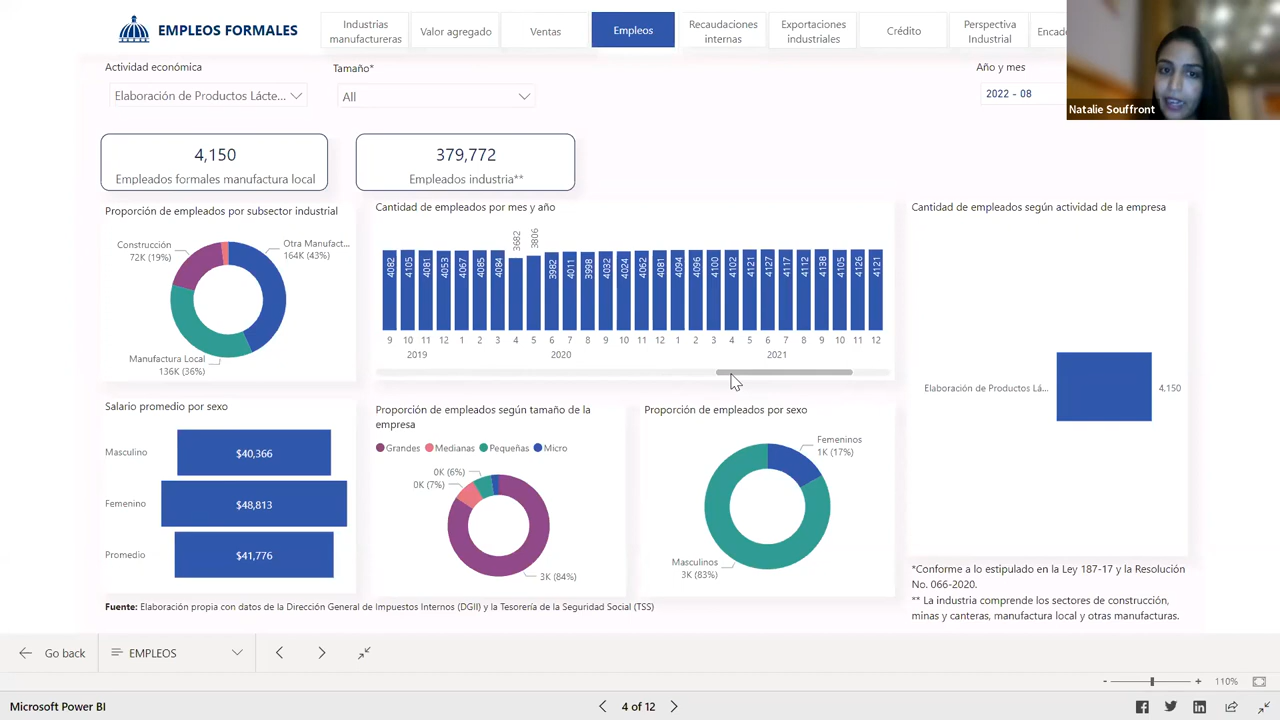 EMPLEOS FORMALES
Industrias
manufactureras
Valor agregado
Ventas
Empleos
Recaudaciones
internas
Exportaciones
industriales
Crédito
Perspectiva
Industrial
Encad
Natalie Souffront
Actividad económica
Tamaño*
Año y mes
Elaboración de Productos Lácte...
All
2022 - 08
4,150
Empleados formales manufactura local
379,772
Empleados industria**
Proporción de empleados por subsector industrial
Construcción
72K (19%)
Otra Manufact...
164K (43%)
Manufactura Local
136K (36%)
Cantidad de empleados por mes y año
4082 4105 4081 4053 4067 4085 4084 3682 3806 3982 4011 3998 4032 4024 4062 4081 4094 4096 4100 4102 4121 4127 4117 4112 4138 4105 4126 4121
9 10 11 12 1 2 3 4 5 6 7 8 9 10 11 12 1 2 3 4 5 6 7 8 9 10 11 12
2019 2020 2021
Cantidad de empleados según actividad de la empresa
Elaboración de Productos Lá...
4,150
Salario promedio por sexo
Masculino
$40,366
Femenino
$48,813
Promedio
$41,776
Proporción de empleados según tamaño de la
empresa
Grandes Medianas Pequeñas Micro
0K (6%)
0K (7%)
3K (84%)
Proporción de empleados por sexo
Femeninos
1K (17%)
Masculinos
3K (83%)
*Conforme a lo estipulado en la Ley 187-17 y la Resolución
No. 066-2020.
** La industria comprende los sectores de construcción,
minas y canteras, manufactura local y otras manufacturas.
Fuente: Elaboración propia con datos de la Dirección General de Impuestos Internos (DGII) y la Tesorería de la Seguridad Social (TSS)
Go back
EMPLEOS
- + 110%
Microsoft Power BI
4 of 12